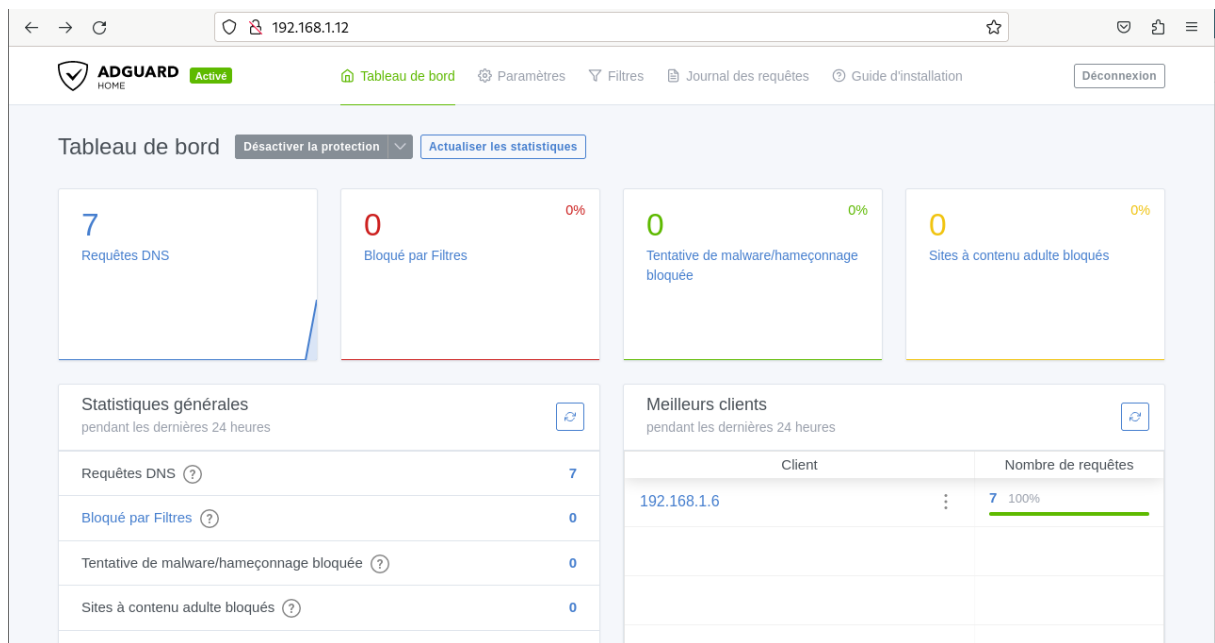 192.168.1.12
ADGUARD
HOME
Activé
Tableau de bord
Paramètres
Filtres
Journal des requêtes
Guide d'installation
Déconnexion
Tableau de bord
Désactiver la protection
Actualiser les statistiques
7
Requêtes DNS
0%
0
Bloqué par Filtres
0%
0
Tentative de malware/hameçonnage
bloquée
0%
0
Sites à contenu adulte bloqués
Statistiques générales
pendant les dernières 24 heures
Requêtes DNS ? 7
Bloqué par Filtres ? 0
Tentative de malware/hameçonnage bloquée ? 0
Sites à contenu adulte bloqués ? 0
Meilleurs clients
pendant les dernières 24 heures
Client Nombre de requêtes
192.168.1.6 7 100%